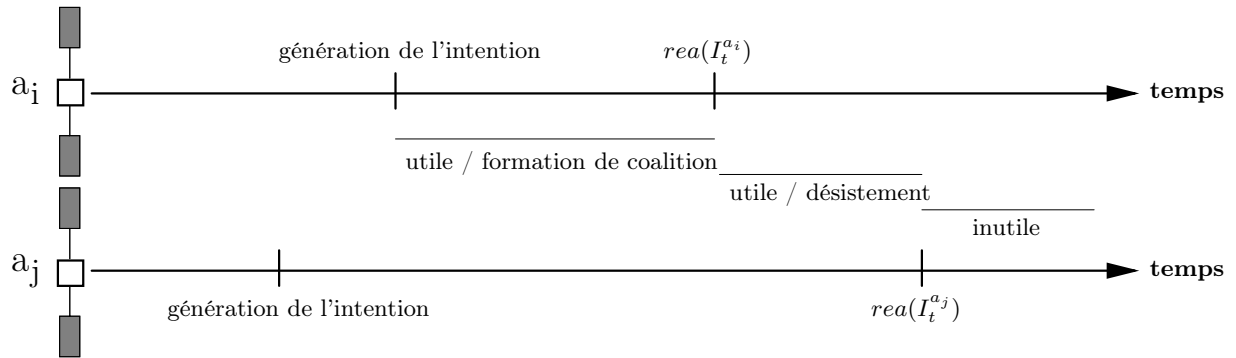 génération de l'intention
rea(I_t^{a_i})
a_i
temps
utile / formation de coalition
utile / désistement
inutile
a_j
temps
génération de l'intention
rea(I_t^{a_j})